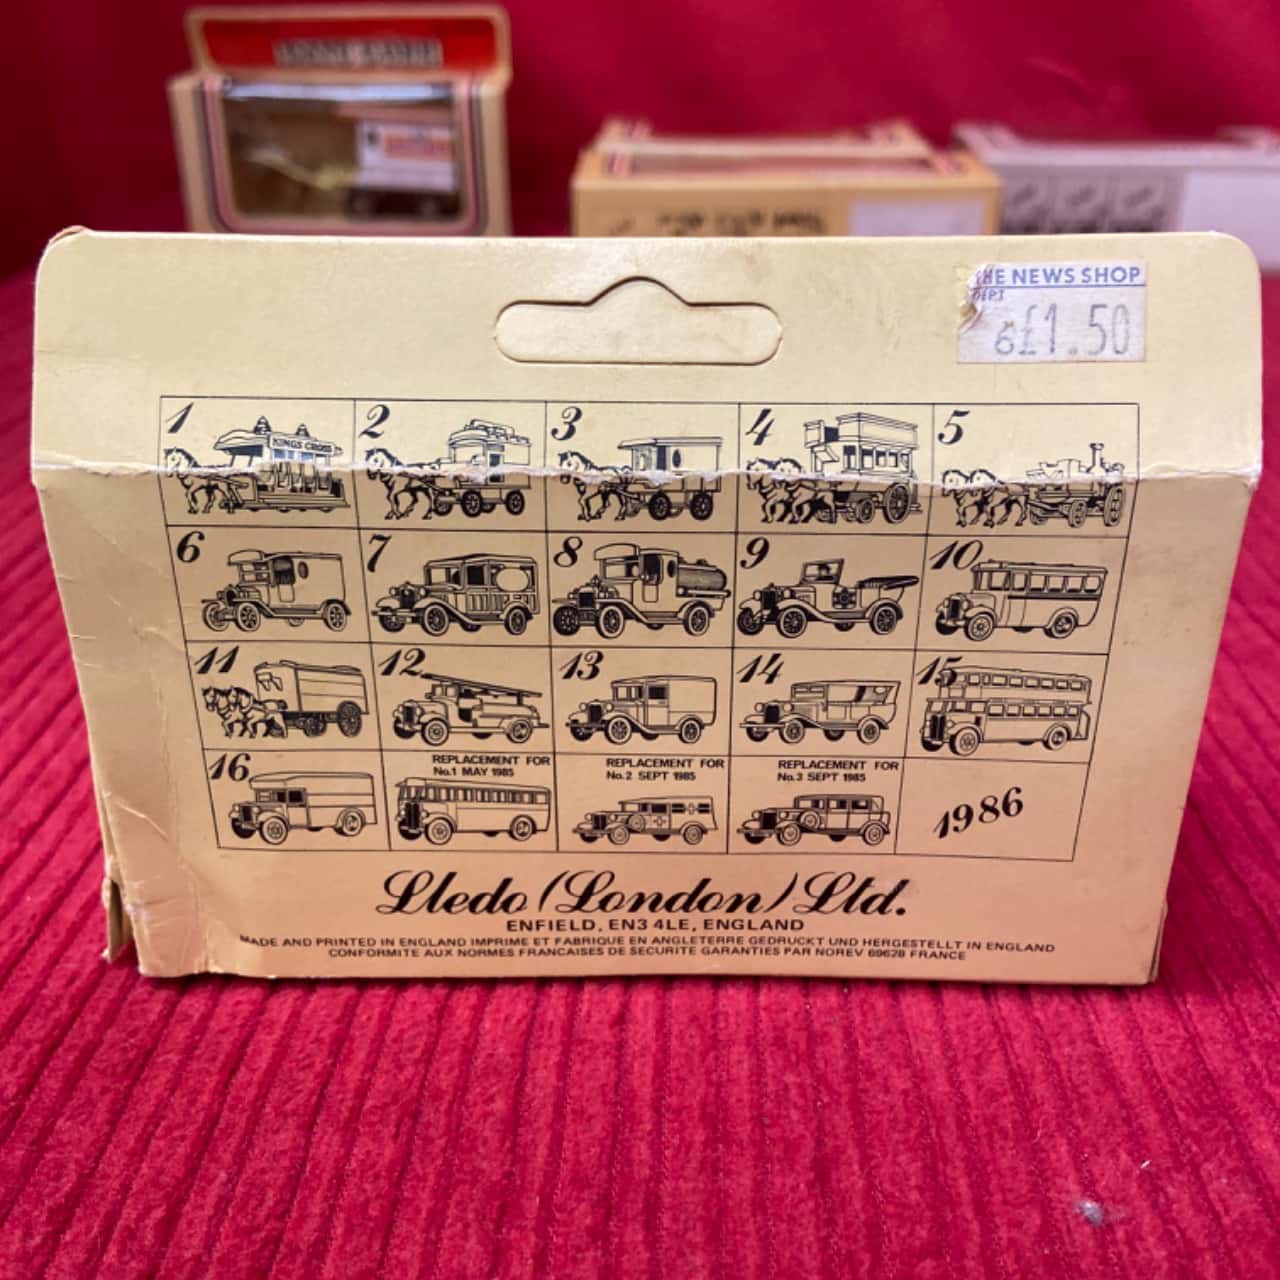 THE NEWS SHOP
DEPT
6 £1.50
1 2 3 4 5
KINGS CROSS
6 7 8 9 10
11 12 13 14 15
16
REPLACEMENT FOR
No.1 MAY 1985
REPLACEMENT FOR
No.2 SEPT 1985
REPLACEMENT FOR
No.3 SEPT 1985
1986
Lledo (London) Ltd.
ENFIELD, EN3 4LE, ENGLAND
MADE AND PRINTED IN ENGLAND IMPRIME ET FABRIQUE EN ANGLETERRE GEDRUCKT UND HERGESTELLT IN ENGLAND
CONFORMITE AUX NORMES FRANCAISES DE SECURITE GARANTIES PAR NOREV 69628 FRANCE